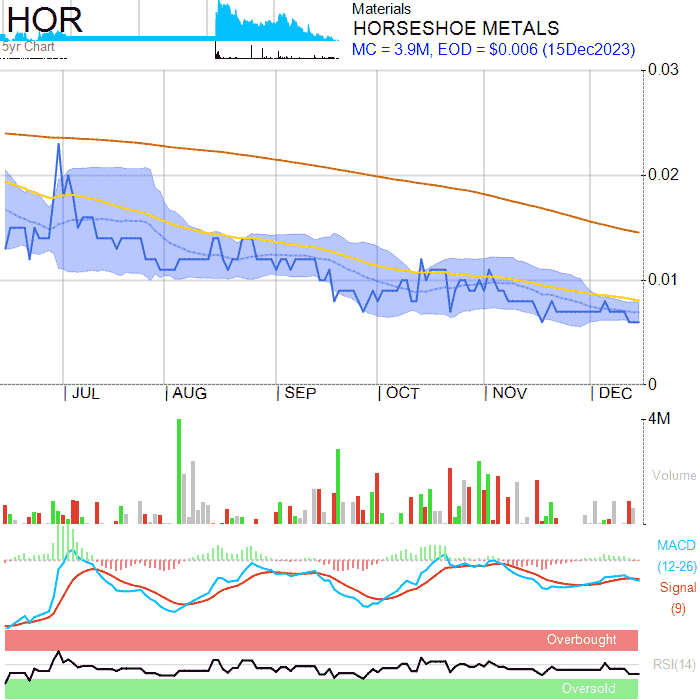 HOR
5yr Chart
Materials
HORSESHOE METALS
MC = 3.9M, EOD = $0.006 (15Dec2023)
0.03
0.02
0.01
0
JUL AUG SEP OCT NOV DEC
4M
Volume
MACD
(12-26)
Signal
(9)
Overbought
RSI(14)
Oversold